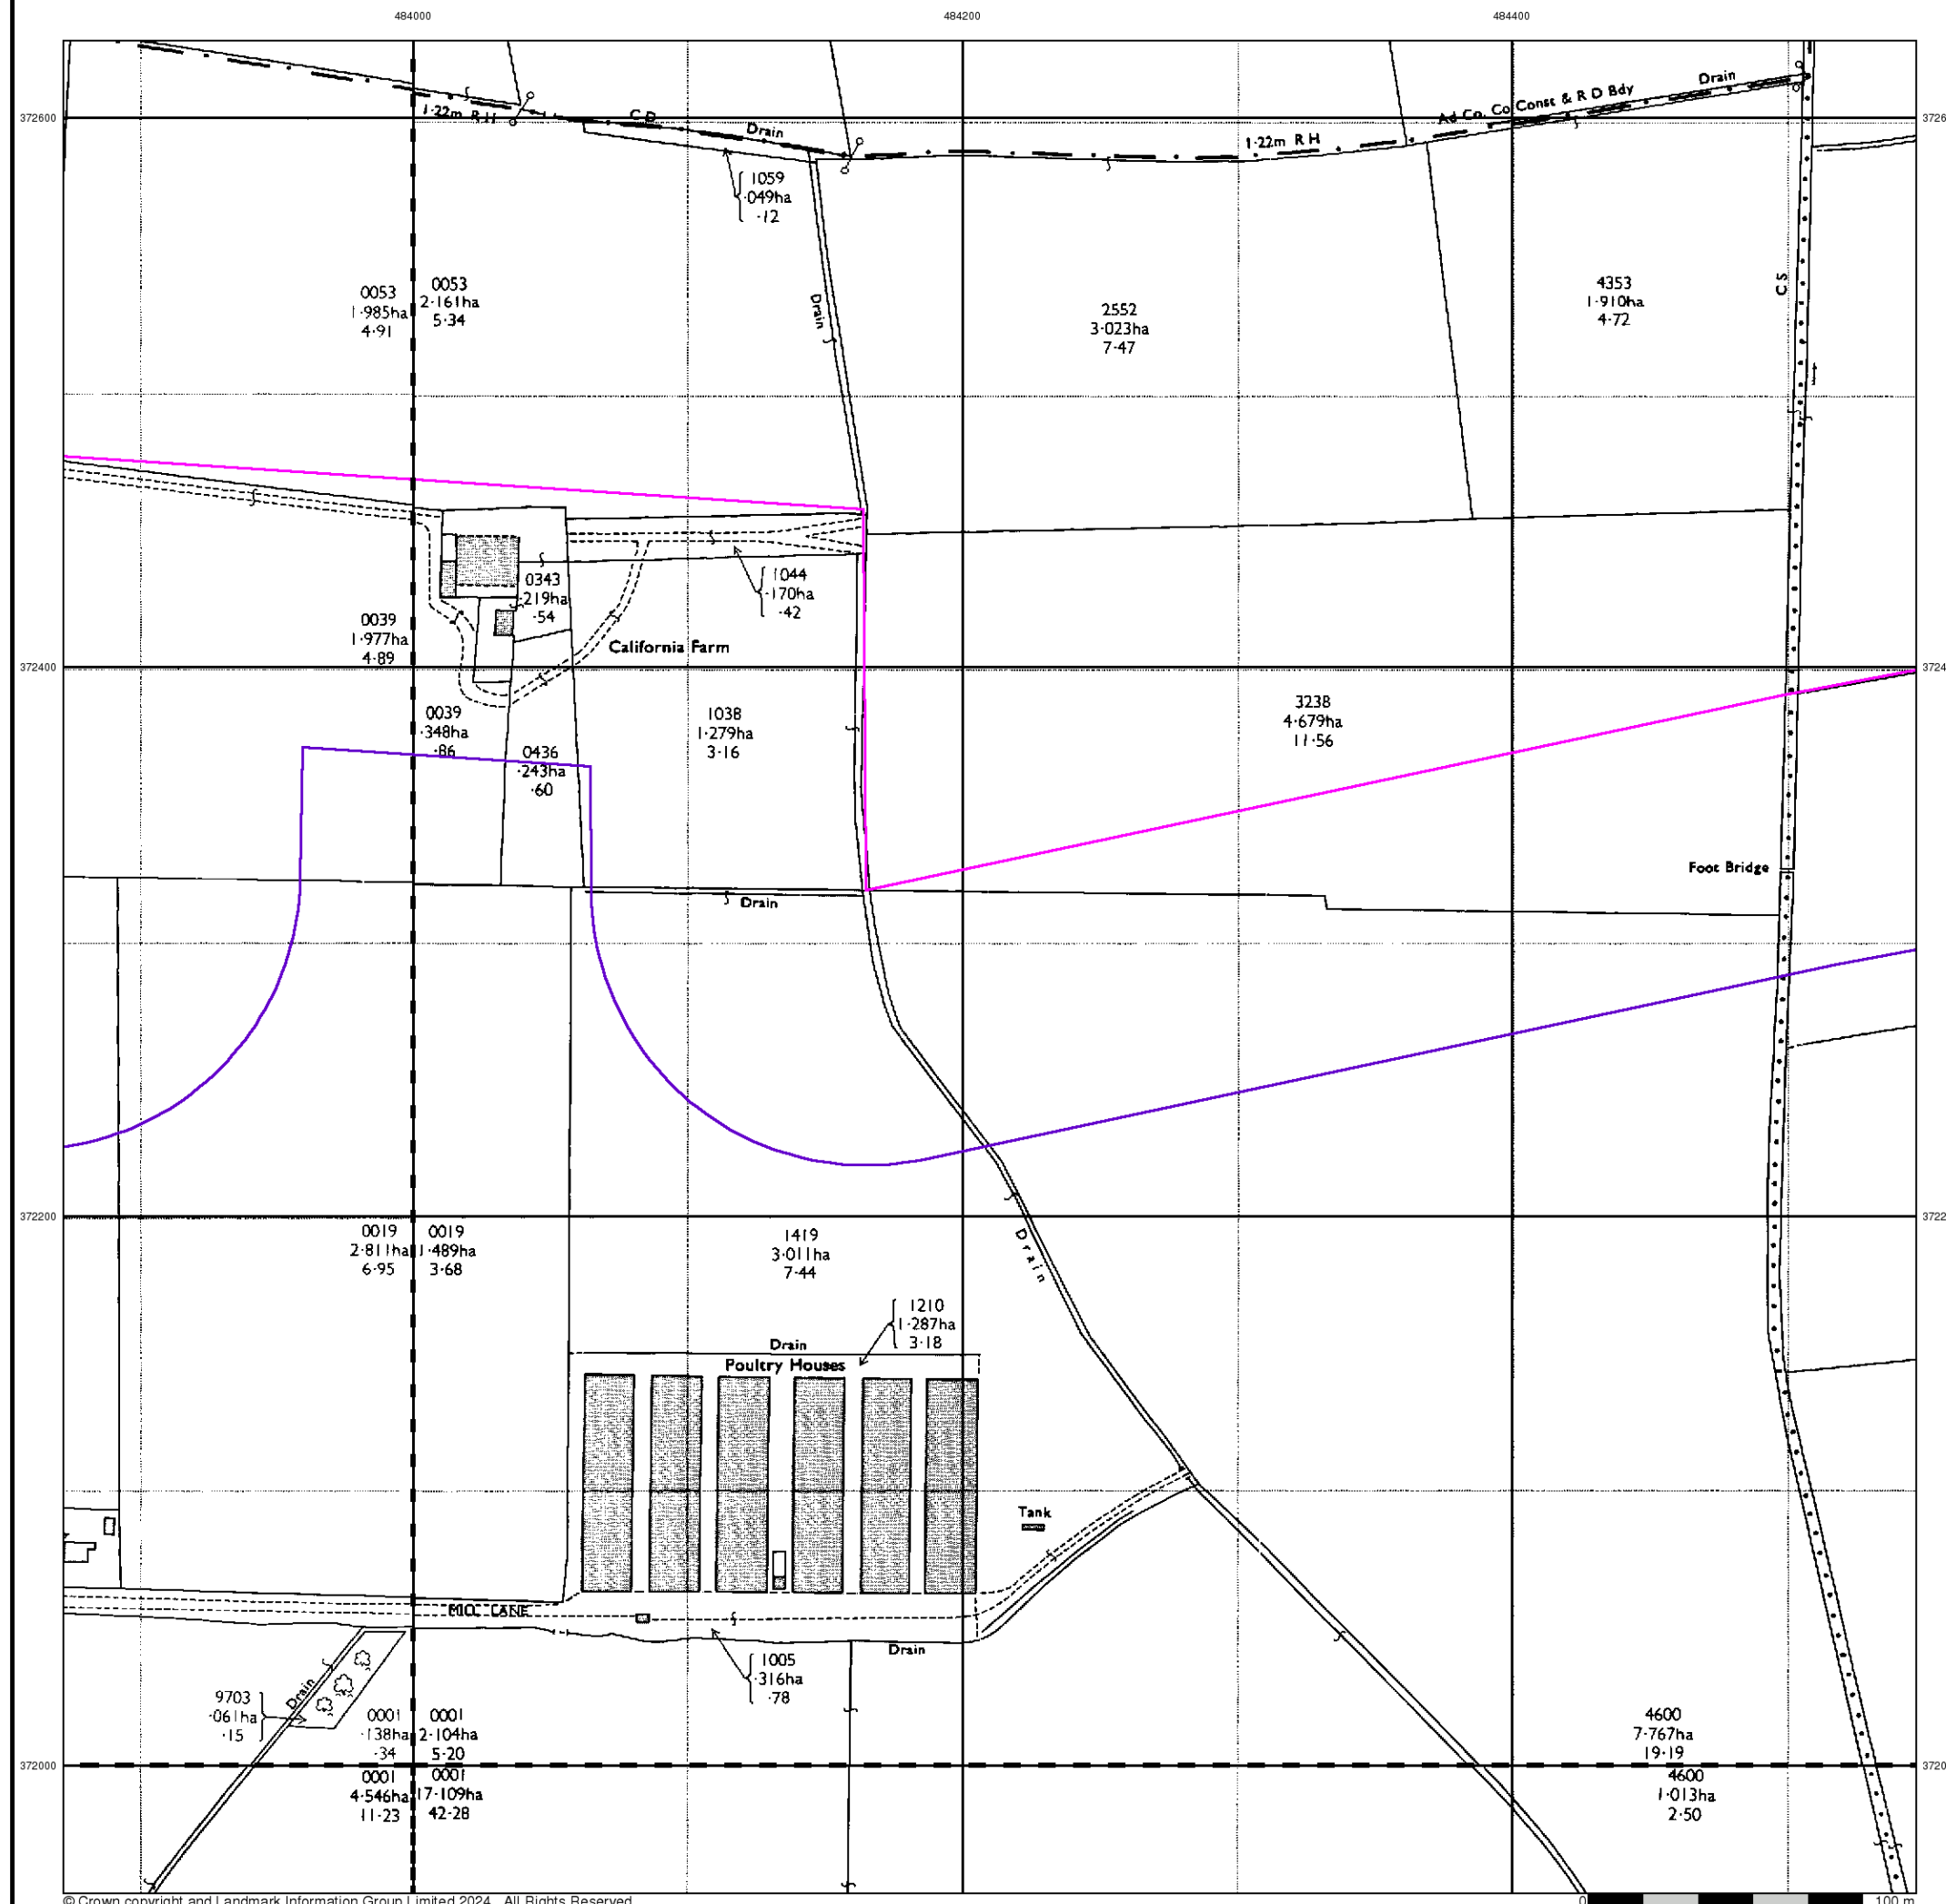 484000
484200
484400
372600
3726
1·22m R H
C D
Drain
1·22m R H
Ad Co, Co Const & R D Bdy
Drain
1059
·049ha
·12
0053
1·985ha
4·91
0053
2·161ha
5·34
Drain
2552
3·023ha
7·47
4353
1·910ha
4·72
C S
0343
·219ha
·54
1044
·170ha
·42
0039
1·977ha
4·89
California Farm
372400
3724
0039
·348ha
·86
0436
·243ha
·60
1038
1·279ha
3·16
3238
4·679ha
11·56
Foot Bridge
Drain
372200
3722
0019
2·811ha
6·95
0019
1·489ha
3·68
1419
3·011ha
7·44
Drain
1210
1·287ha
3·18
Drain
Poultry Houses
Tank
LANE
Drain
1005
·316ha
·78
9703
·061ha
·15
Drain
0001
·138ha
·34
0001
2·104ha
5·20
4600
7·767ha
19·19
372000
3720
0001
4·546ha
11·23
0001
17·109ha
42·28
4600
1·013ha
2·50
© Crown copyright and Landmark Information Group Limited 2024. All Rights Reserved
0
100 m